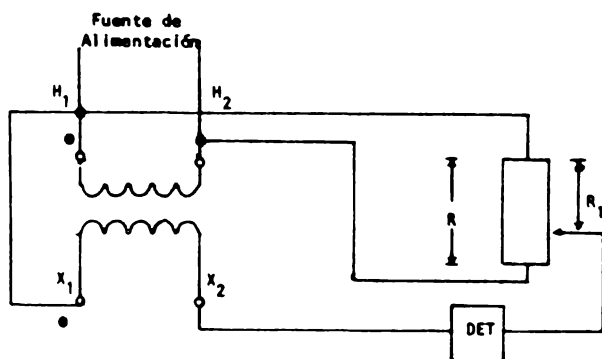 Fuente de
Alimentación
H1
H2
R
R1
X1
X2
DET